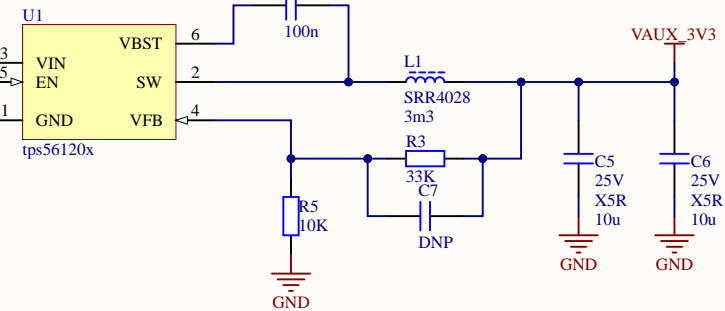 U1
VBST
6
100n
VAUX_3V3
3
VIN
5
EN
SW
2
L1
SRR4028
3m3
1
GND
VFB
4
tps56120x
R3
33K
C7
DNP
C5
25V
X5R
10u
C6
25V
X5R
10u
R5
10K
GND
GND
GND